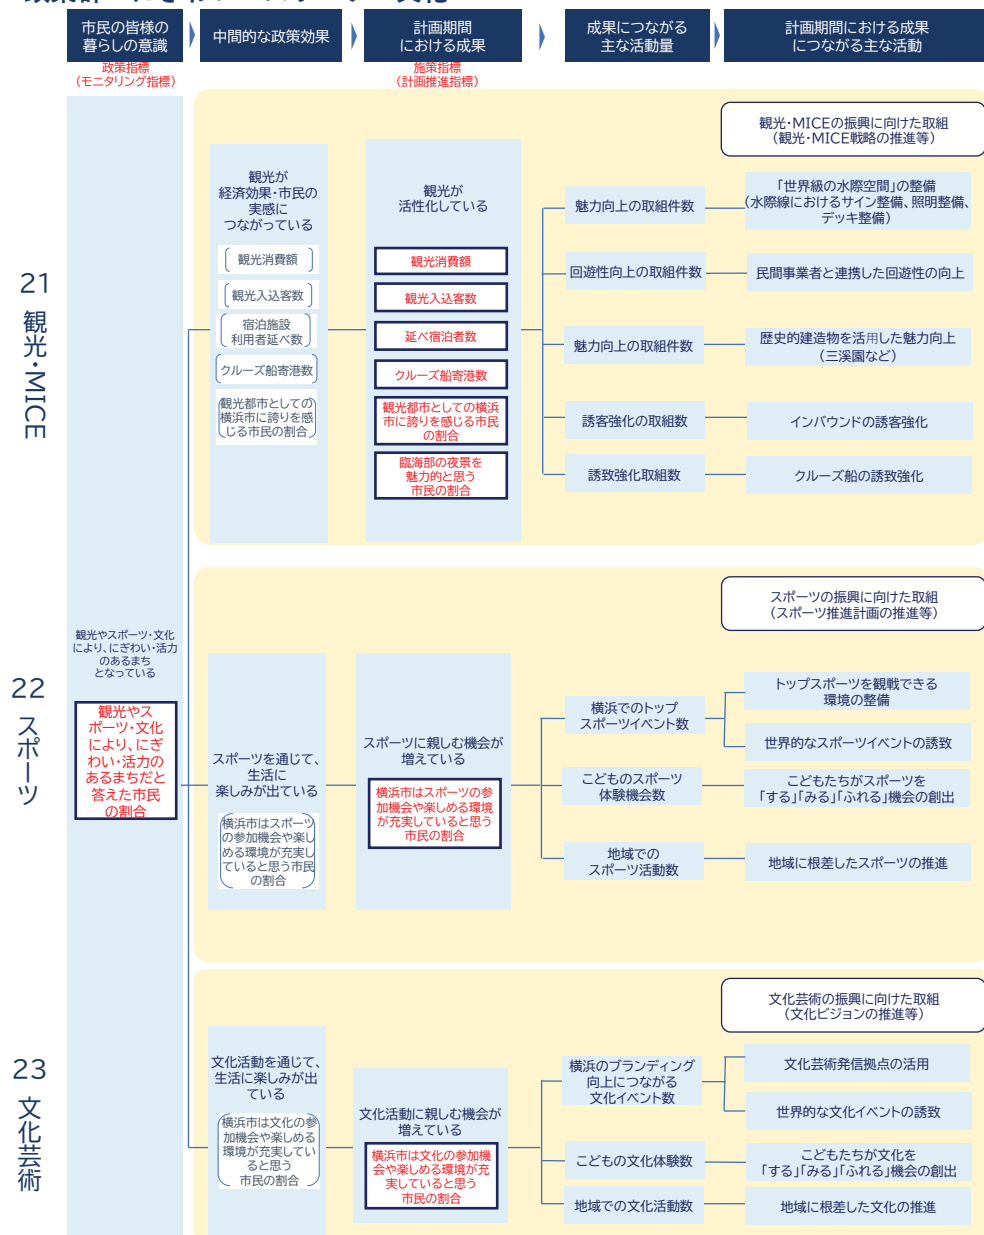 市民の皆様の
暮らしの意識
中間的な政策効果
計画期間
における成果
成果につながる
主な活動量
計画期間における成果
につながる主な活動
政策指標
（モニタリング指標）
施策指標
（計画推進指標）
21
観光・MICE
観光・MICEの振興に向けた取組
（観光・MICE戦略の推進等）
観光が
経済効果・市民の
実感に
つながっている
観光消費額
観光入込客数
宿泊施設
利用者延べ数
クルーズ船寄港数
観光都市としての
横浜市に誇りを感
じる市民の割合
観光が
活性化している
観光消費額
観光入込客数
延べ宿泊者数
クルーズ船寄港数
観光都市としての横浜
市に誇りを感じる市民
の割合
臨海部の夜景を
魅力的と思う
市民の割合
魅力向上の取組件数
「世界級の水際空間」の整備
（水際線におけるサイン整備、照明整備、
デッキ整備）
回遊性向上の取組件数
民間事業者と連携した回遊性の向上
魅力向上の取組件数
歴史的建造物を活用した魅力向上
（三溪園など）
誘客強化の取組数
インバウンドの誘客強化
誘致強化取組数
クルーズ船の誘致強化
観光やスポーツ・文化
により、にぎわい・活力
のあるまち
となっている
観光やス
ポーツ・文化
により、にぎ
わい・活力の
あるまちだと
答えた市民
の割合
22
スポーツ
スポーツの振興に向けた取組
（スポーツ推進計画の推進等）
スポーツを通じて、
生活に
楽しみが出ている
横浜市はスポーツ
の参加機会や楽し
める環境が充実し
ていると思う市民
の割合
スポーツに親しむ機会が
増えている
横浜市はスポーツの参
加機会や楽しめる環境
が充実していると思う
市民の割合
横浜でのトップ
スポーツイベント数
トップスポーツを観戦できる
環境の整備
世界的なスポーツイベントの誘致
こどものスポーツ
体験機会数
こどもたちがスポーツを
「する」「みる」「ふれる」機会の創出
地域での
スポーツ活動数
地域に根差したスポーツの推進
23
文化芸術
文化芸術の振興に向けた取組
（文化ビジョンの推進等）
文化活動を通じて、
生活に楽しみが出
ている
横浜市は文化の参
加機会や楽しめる
環境が充実してい
ると思う
市民の割合
文化活動に親しむ機会が
増えている
横浜市は文化の参加機
会や楽しめる環境が充
実していると思う
市民の割合
横浜のブランディング
向上につながる
文化イベント数
文化芸術発信拠点の活用
世界的な文化イベントの誘致
こどもの文化体験数
こどもたちが文化を
「する」「みる」「ふれる」機会の創出
地域での文化活動数
地域に根差した文化の推進